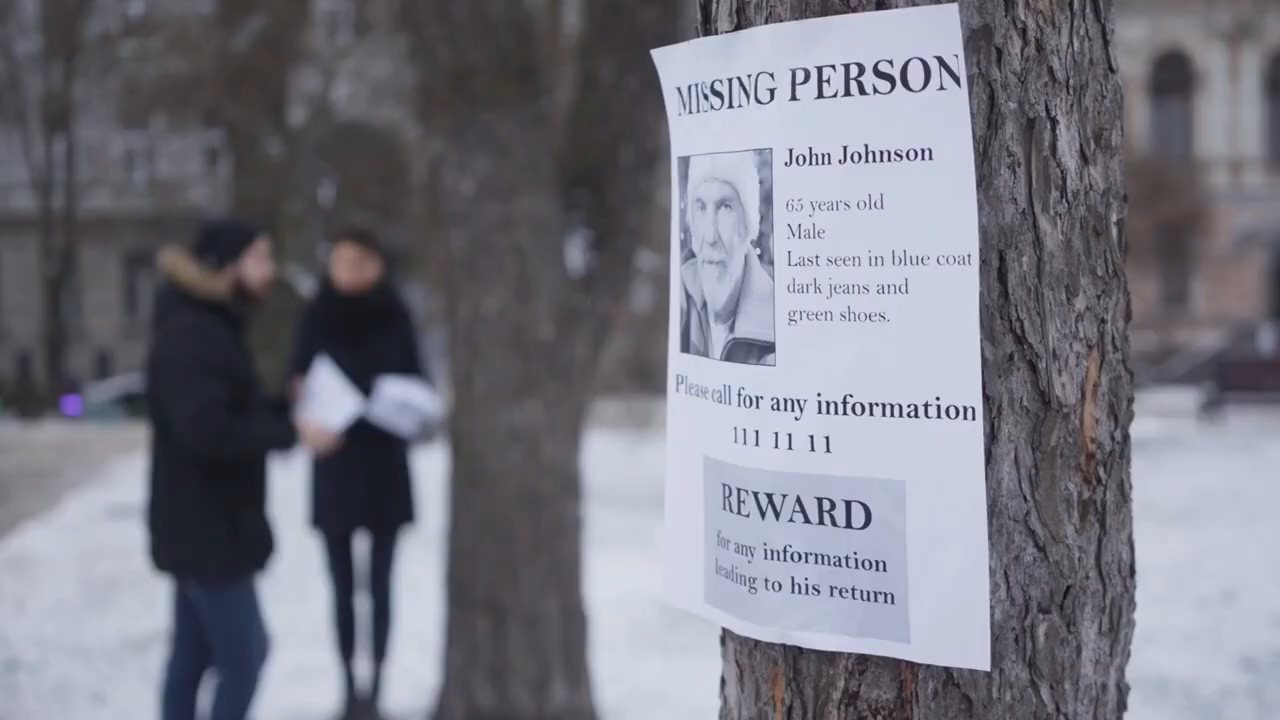 MISSING PERSON
John Johnson
65 years old
Male
Last seen in blue coat
dark jeans and
green shoes.
Please call for any information
111 11 11
REWARD
for any information
leading to his return